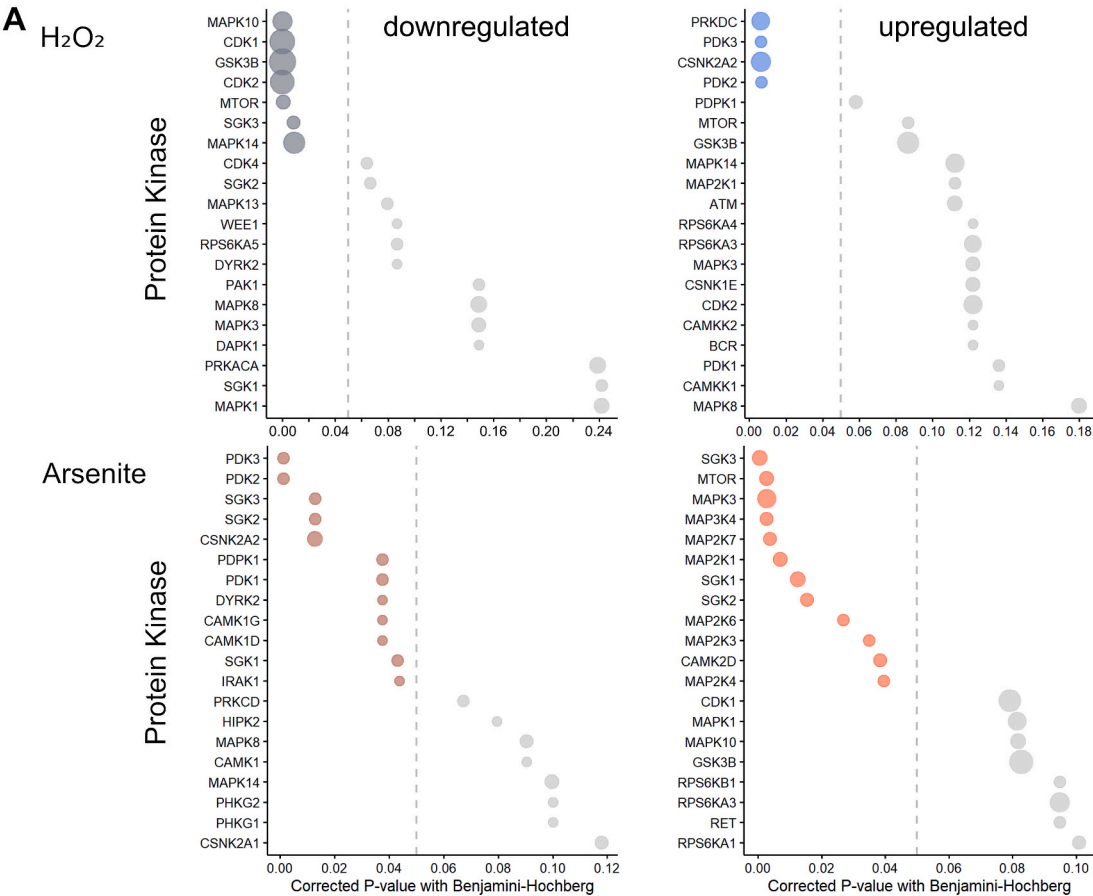 A
H₂O₂
downregulated
upregulated
Protein Kinase
MAPK10
CDK1
GSK3B
CDK2
MTOR
SGK3
MAPK14
CDK4
SGK2
MAPK13
WEE1
RPS6KA5
DYRK2
PAK1
MAPK8
MAPK3
DAPK1
PRKACA
SGK1
MAPK1
0.00 0.04 0.08 0.12 0.16 0.20 0.24
PRKDC
PDK3
CSNK2A2
PDK2
PDPK1
MTOR
GSK3B
MAPK14
MAP2K1
ATM
RPS6KA4
RPS6KA3
MAPK3
CSNK1E
CDK2
CAMKK2
BCR
PDK1
CAMKK1
MAPK8
0.00 0.02 0.04 0.06 0.08 0.10 0.12 0.14 0.16 0.18
Arsenite
Protein Kinase
PDK3
PDK2
SGK3
SGK2
CSNK2A2
PDPK1
PDK1
DYRK2
CAMK1G
CAMK1D
SGK1
IRAK1
PRKCD
HIPK2
MAPK8
CAMK1
MAPK14
PHKG2
PHKG1
CSNK2A1
0.00 0.02 0.04 0.06 0.08 0.10 0.12
Corrected P-value with Benjamini-Hochberg
SGK3
MTOR
MAPK3
MAP3K4
MAP2K7
MAP2K1
SGK1
SGK2
MAP2K6
MAP2K3
CAMK2D
MAP2K4
CDK1
MAPK1
MAPK10
GSK3B
RPS6KB1
RPS6KA3
RET
RPS6KA1
0.00 0.02 0.04 0.06 0.08 0.10
Corrected P-value with Benjamini-Hochberg